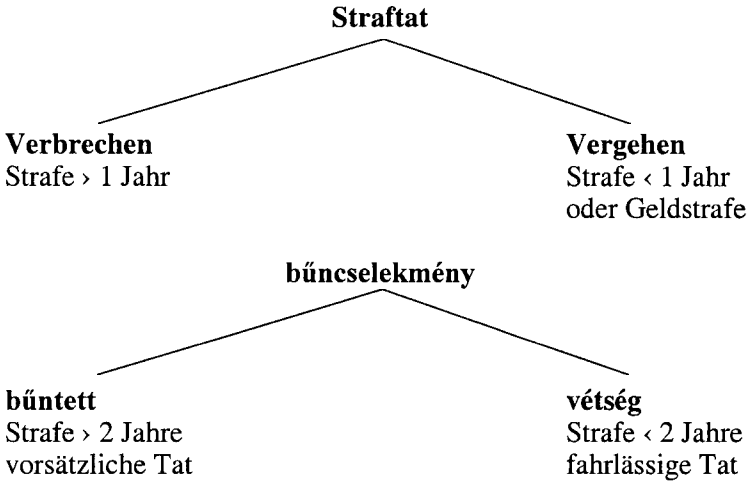 Straftat
Verbrechen
Strafe › 1 Jahr
Vergehen
Strafe ‹ 1 Jahr
oder Geldstrafe
bűncselekmény
bűntett
Strafe › 2 Jahre
vorsätzliche Tat
vétség
Strafe ‹ 2 Jahre
fahrlässige Tat